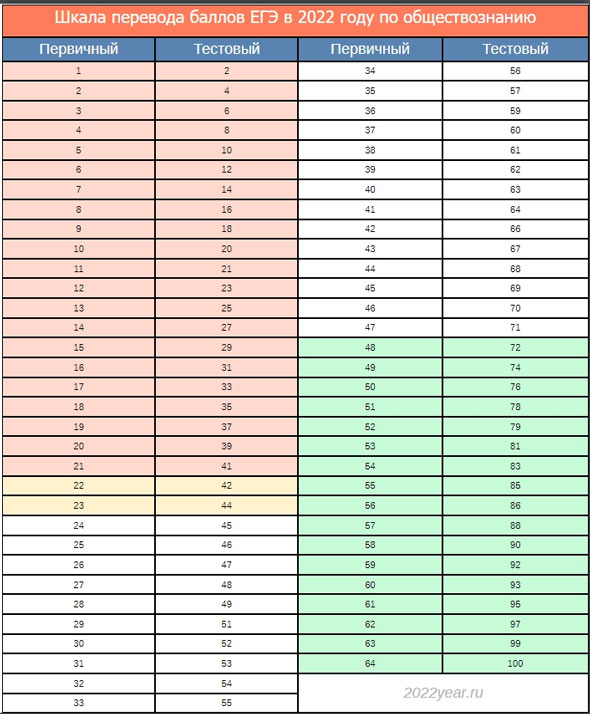 Шкала перевода баллов ЕГЭ в 2022 году по обществознанию
Первичный Тестовый Первичный Тестовый
1 2 34 56
2 4 35 57
3 6 36 59
4 8 37 60
5 10 38 61
6 12 39 62
7 14 40 63
8 16 41 64
9 18 42 66
10 20 43 67
11 21 44 68
12 23 45 69
13 25 46 70
14 27 47 71
15 29 48 72
16 31 49 74
17 33 50 76
18 35 51 78
19 37 52 79
20 39 53 81
21 41 54 83
22 42 55 85
23 44 56 86
24 45 57 88
25 46 58 90
26 47 59 92
27 48 60 93
28 49 61 95
29 51 62 97
30 52 63 99
31 53 64 100
32 54
33 55
2022year.ru